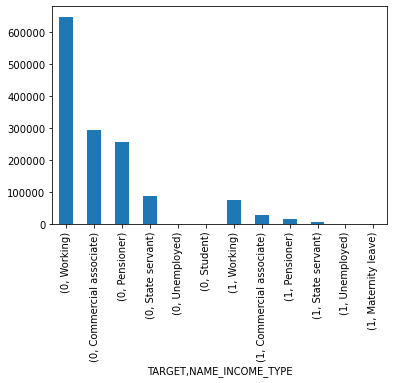 600000
500000
400000
300000
200000
100000
0
(0, Working)
(0, Commercial associate)
(0, Pensioner)
(0, State servant)
(0, Unemployed)
(0, Student)
(1, Working)
(1, Commercial associate)
(1, Pensioner)
(1, State servant)
(1, Unemployed)
(1, Maternity leave)
TARGET,NAME_INCOME_TYPE